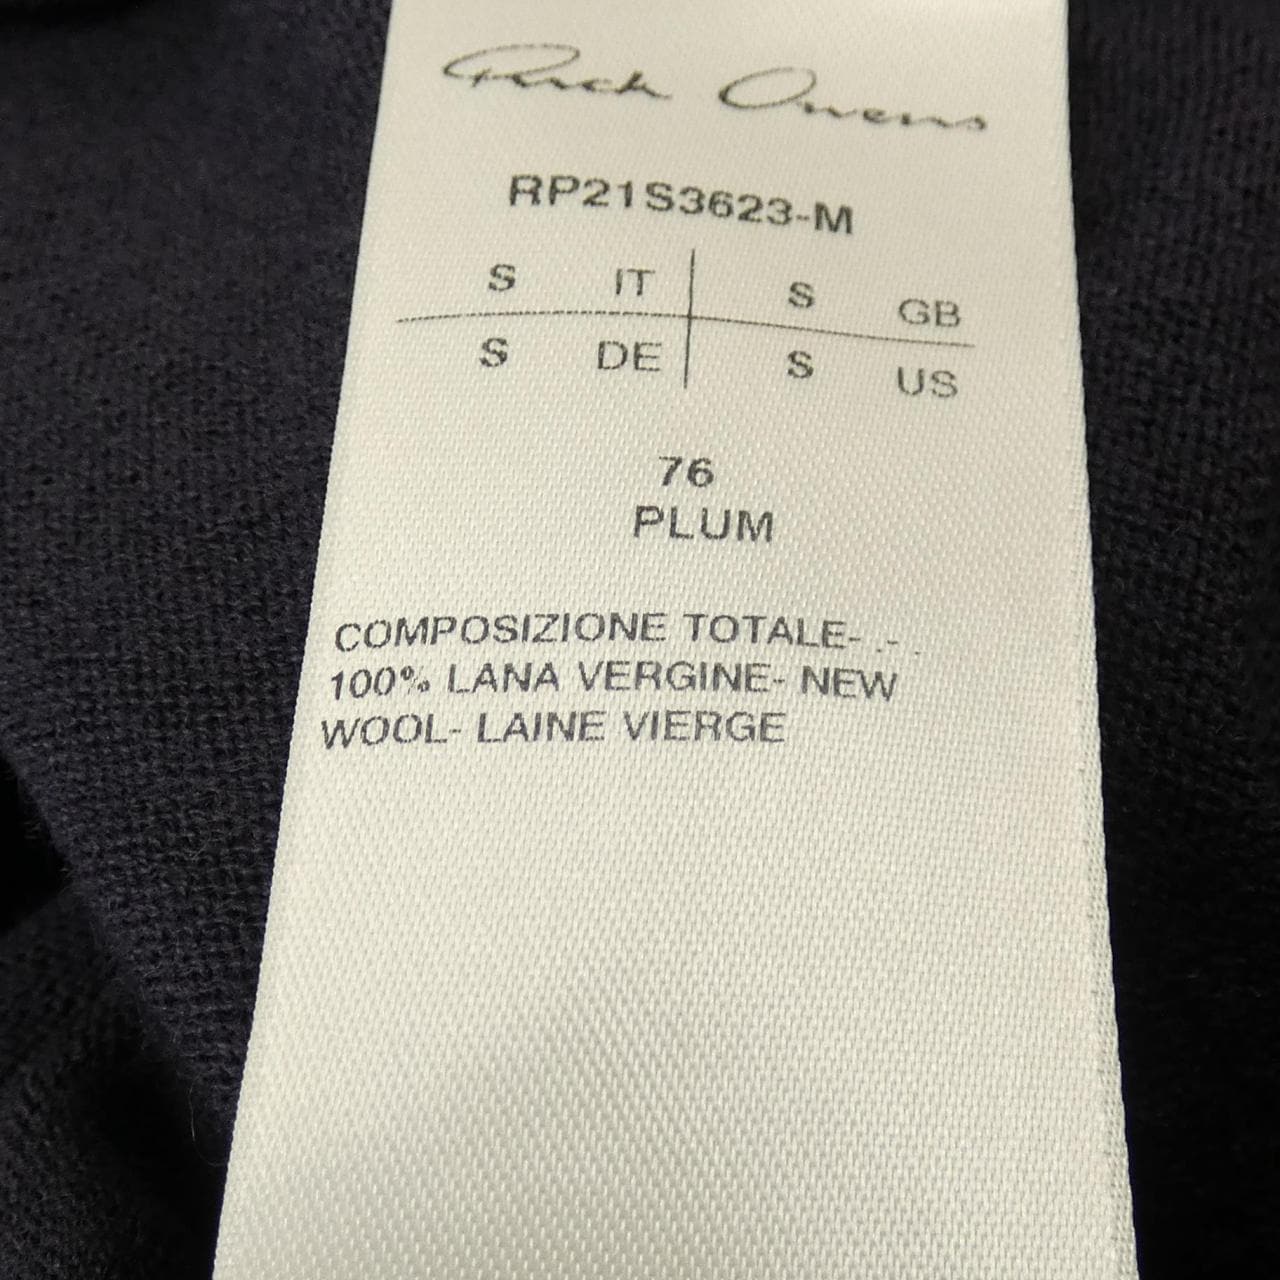 Rick Owens
RP21S3623-M
S IT S GB
S DE S US
76
PLUM
COMPOSIZIONE TOTALE- .- .
100% LANA VERGINE- NEW
WOOL- LAINE VIERGE